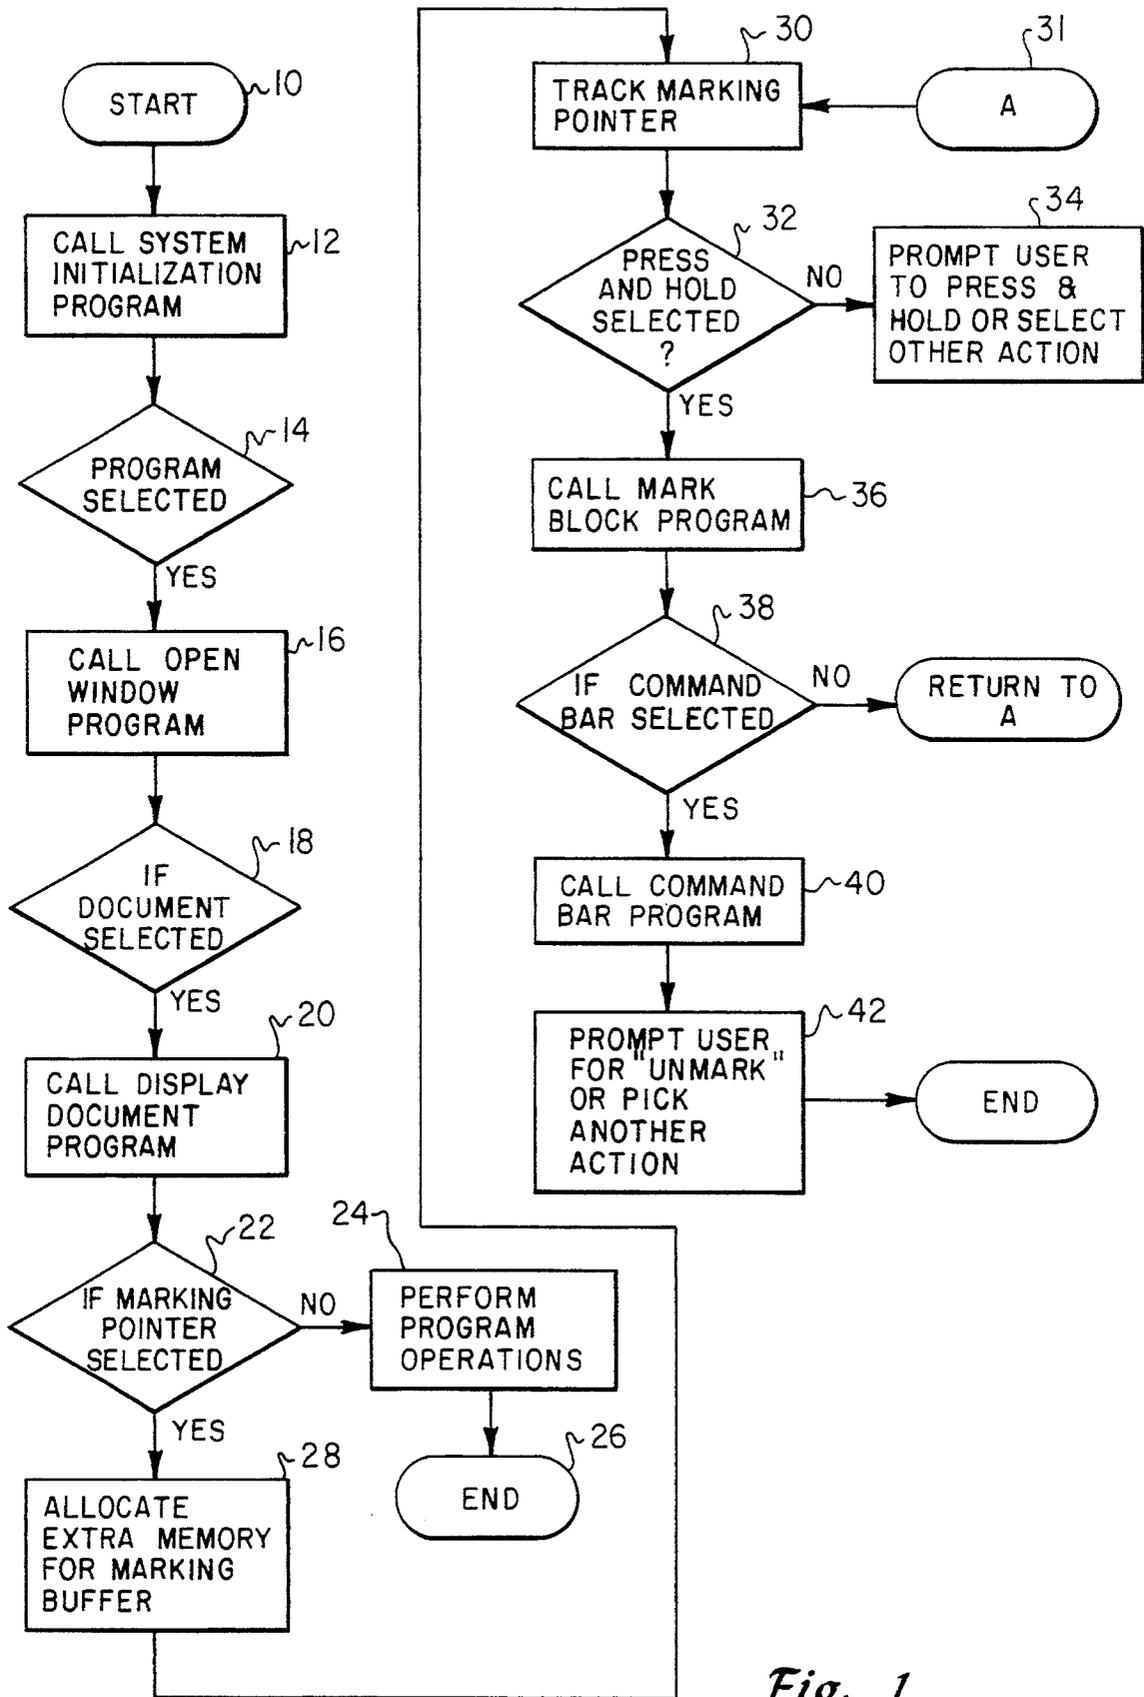 10
START
12
CALL SYSTEM
INITIALIZATION
PROGRAM
14
PROGRAM
SELECTED
YES
16
CALL OPEN
WINDOW
PROGRAM
18
IF
DOCUMENT
SELECTED
YES
20
CALL DISPLAY
DOCUMENT
PROGRAM
22
IF MARKING
POINTER
SELECTED
NO
YES
24
PERFORM
PROGRAM
OPERATIONS
26
END
28
ALLOCATE
EXTRA MEMORY
FOR MARKING
BUFFER
30
TRACK MARKING
POINTER
31
A
32
PRESS
AND HOLD
SELECTED
?
NO
YES
34
PROMPT USER
TO PRESS &
HOLD OR SELECT
OTHER ACTION
36
CALL MARK
BLOCK PROGRAM
38
IF COMMAND
BAR SELECTED
NO
RETURN TO
A
YES
40
CALL COMMAND
BAR PROGRAM
42
PROMPT USER
FOR "UNMARK"
OR PICK
ANOTHER
ACTION
END
Fig. 1